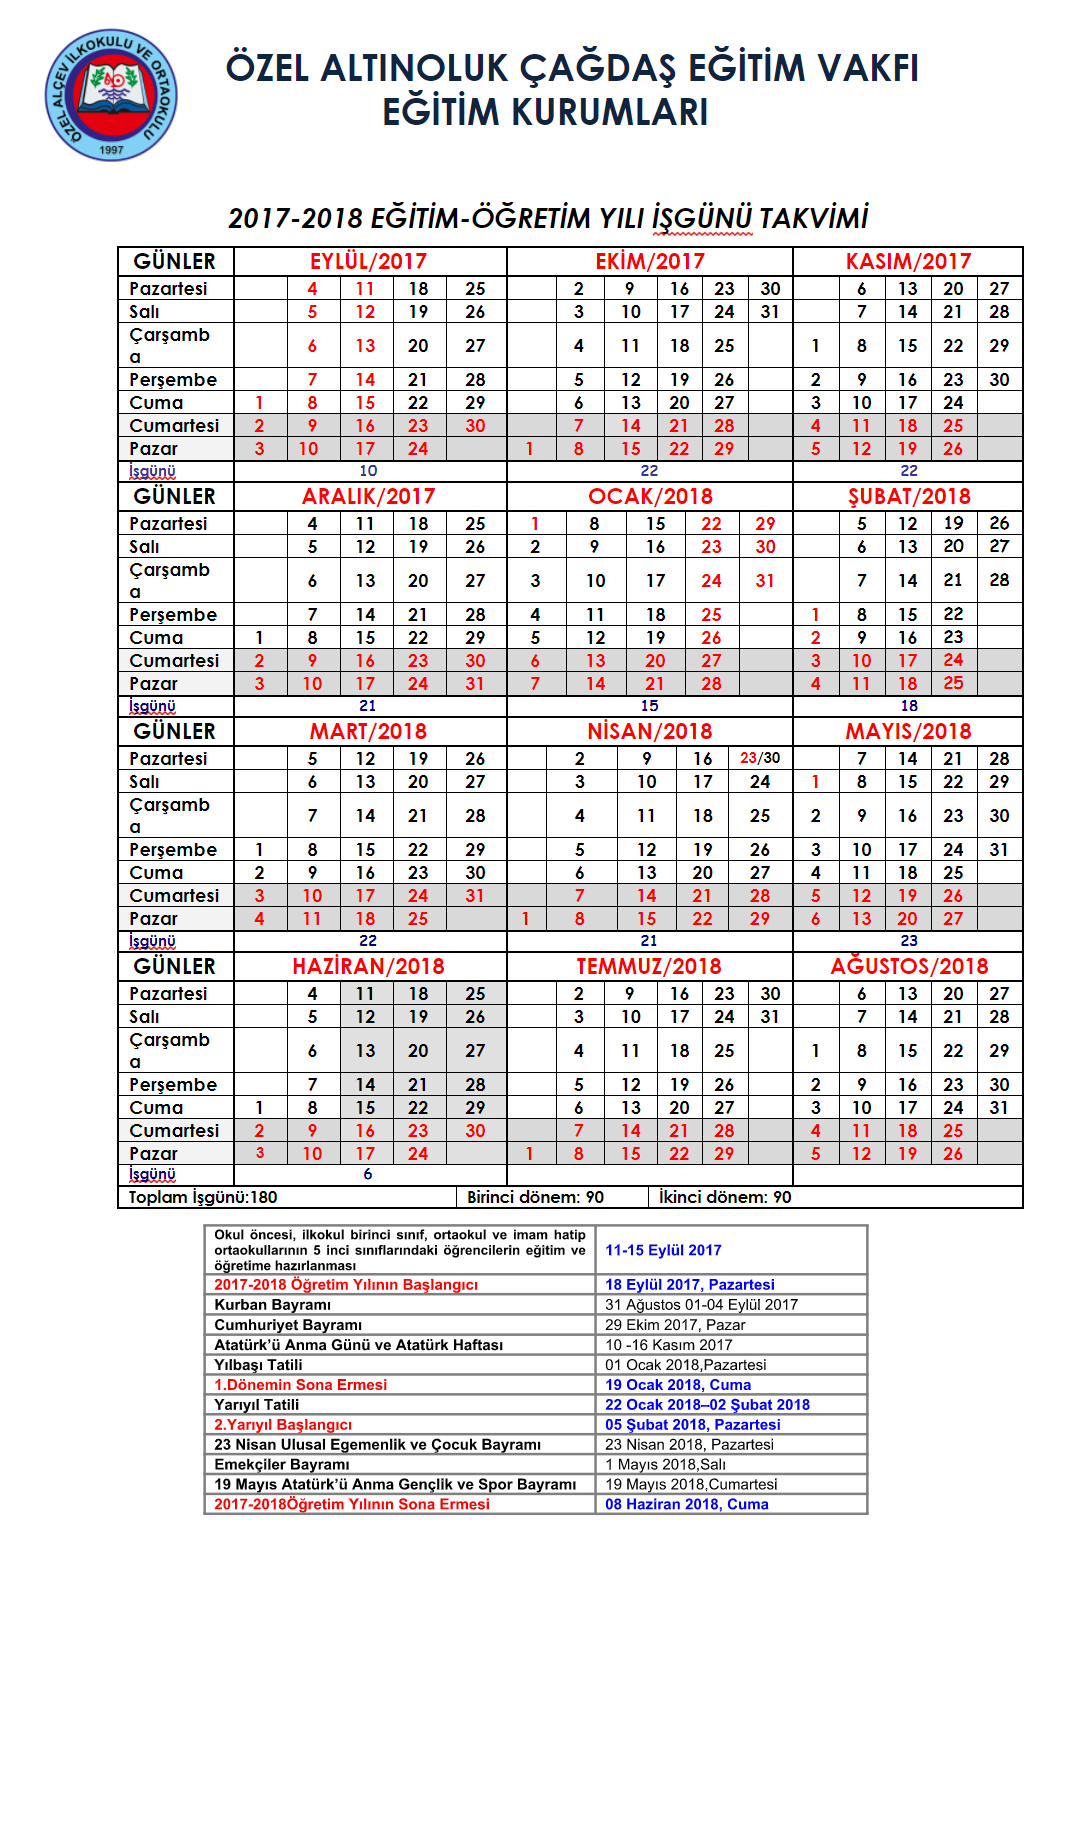 ÖZEL ALÇEV İLKOKULU VE ORTAOKULU
1997
ÖZEL ALTINOLUK ÇAĞDAŞ EĞİTİM VAKFI
EĞİTİM KURUMLARI
2017-2018 EĞİTİM-ÖĞRETİM YILI İŞGÜNÜ TAKVİMİ
GÜNLER EYLÜL/2017 EKİM/2017 KASIM/2017
Pazartesi 4 11 18 25 2 9 16 23 30 6 13 20 27
Salı 5 12 19 26 3 10 17 24 31 7 14 21 28
Çarşamb
a 6 13 20 27 4 11 18 25 1 8 15 22 29
Perşembe 7 14 21 28 5 12 19 26 2 9 16 23 30
Cuma 1 8 15 22 29 6 13 20 27 3 10 17 24
Cumartesi 2 9 16 23 30 7 14 21 28 4 11 18 25
Pazar 3 10 17 24 1 8 15 22 29 5 12 19 26
İşgünü 10 22 22
GÜNLER ARALIK/2017 OCAK/2018 ŞUBAT/2018
Pazartesi 4 11 18 25 1 8 15 22 29 5 12 19 26
Salı 5 12 19 26 2 9 16 23 30 6 13 20 27
Çarşamb
a 6 13 20 27 3 10 17 24 31 7 14 21 28
Perşembe 7 14 21 28 4 11 18 25 1 8 15 22
Cuma 1 8 15 22 29 5 12 19 26 2 9 16 23
Cumartesi 2 9 16 23 30 6 13 20 27 3 10 17 24
Pazar 3 10 17 24 31 7 14 21 28 4 11 18 25
İşgünü 21 15 18
GÜNLER MART/2018 NİSAN/2018 MAYIS/2018
Pazartesi 5 12 19 26 2 9 16 23/30 7 14 21 28
Salı 6 13 20 27 3 10 17 24 1 8 15 22 29
Çarşamb
a 7 14 21 28 4 11 18 25 2 9 16 23 30
Perşembe 1 8 15 22 29 5 12 19 26 3 10 17 24 31
Cuma 2 9 16 23 30 6 13 20 27 4 11 18 25
Cumartesi 3 10 17 24 31 7 14 21 28 5 12 19 26
Pazar 4 11 18 25 1 8 15 22 29 6 13 20 27
İşgünü 22 21 23
GÜNLER HAZİRAN/2018 TEMMUZ/2018 AĞUSTOS/2018
Pazartesi 4 11 18 25 2 9 16 23 30 6 13 20 27
Salı 5 12 19 26 3 10 17 24 31 7 14 21 28
Çarşamb
a 6 13 20 27 4 11 18 25 1 8 15 22 29
Perşembe 7 14 21 28 5 12 19 26 2 9 16 23 30
Cuma 1 8 15 22 29 6 13 20 27 3 10 17 24 31
Cumartesi 2 9 16 23 30 7 14 21 28 4 11 18 25
Pazar 3 10 17 24 1 8 15 22 29 5 12 19 26
İşgünü 6
Toplam İşgünü:180 Birinci dönem: 90 İkinci dönem: 90
Okul öncesi, ilkokul birinci sınıf, ortaokul ve imam hatip
ortaokullarının 5 inci sınıflarındaki öğrencilerin eğitim ve 11-15 Eylül 2017
öğretime hazırlanması
2017-2018 Öğretim Yılının Başlangıcı 18 Eylül 2017, Pazartesi
Kurban Bayramı 31 Ağustos 01-04 Eylül 2017
Cumhuriyet Bayramı 29 Ekim 2017, Pazar
Atatürk’ü Anma Günü ve Atatürk Haftası 10 -16 Kasım 2017
Yılbaşı Tatili 01 Ocak 2018,Pazartesi
1.Dönemin Sona Ermesi 19 Ocak 2018, Cuma
Yarıyıl Tatili 22 Ocak 2018–02 Şubat 2018
2.Yarıyıl Başlangıcı 05 Şubat 2018, Pazartesi
23 Nisan Ulusal Egemenlik ve Çocuk Bayramı 23 Nisan 2018, Pazartesi
Emekçiler Bayramı 1 Mayıs 2018,Salı
19 Mayıs Atatürk’ü Anma Gençlik ve Spor Bayramı 19 Mayıs 2018,Cumartesi
2017-2018Öğretim Yılının Sona Ermesi 08 Haziran 2018, Cuma